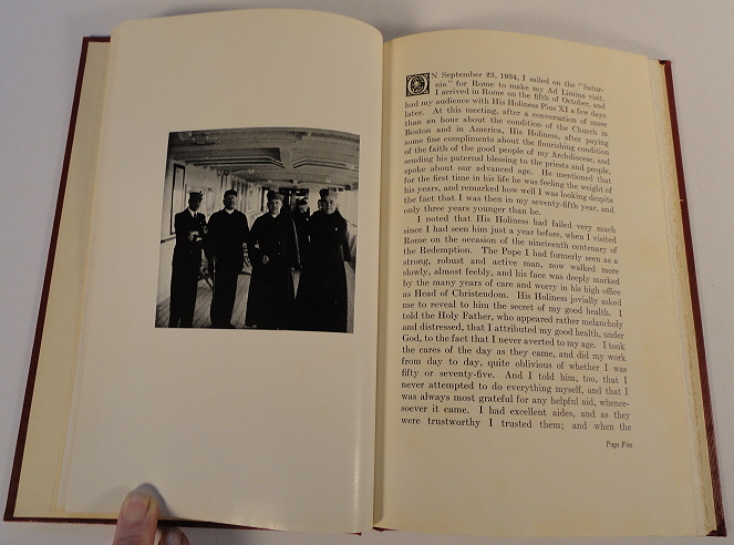 ON September 23, 1934, I sailed on the "Satur-
nia" for Rome to make my Ad Limina visit.
I arrived in Rome on the fifth of October, and
had my audience with His Holiness Pius XI a few days
later. At this meeting, after a conversation of more
than an hour about the condition of the Church in
Boston and in America, His Holiness, after paying
some fine compliments about the flourishing condition
of the faith of the good people of my Archdiocese, and
sending his paternal blessing to the priests and people,
spoke about our advanced age. He mentioned that
for the first time in his life he was feeling the weight of
his years, and remarked how well I was looking despite
the fact that I was then in my seventy-fifth year, and
only three years younger than he.
I noted that His Holiness had failed very much
since I had seen him just a year before, when I visited
Rome on the occasion of the nineteenth centenary of
the Redemption. The Pope I had formerly seen as a
strong, robust and active man, now walked more
slowly, almost feebly, and his face was deeply marked
by the many years of care and worry in his high office
as Head of Christendom. His Holiness jovially asked
me to reveal to him the secret of my good health. I
told the Holy Father, who appeared rather melancholy
and distressed, that I attributed my good health, under
God, to the fact that I never averted to my age. I took
the cares of the day as they came, and did my work
from day to day, quite oblivious of whether I was
fifty or seventy-five. And I told him, too, that I
never attempted to do everything myself, and that I
was always most grateful for any helpful aid, whence-
soever it came. I had excellent aides, and as they
were trustworthy I trusted them; and when the
Page Five